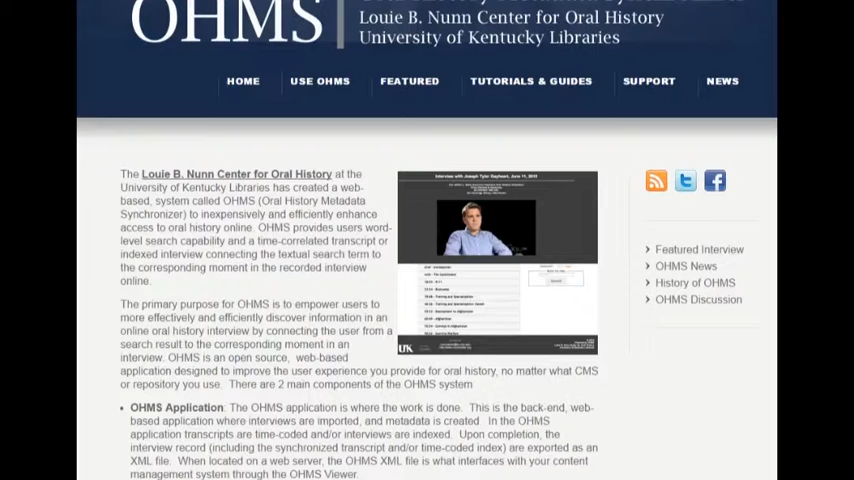 OHMS
Louie B. Nunn Center for Oral History
University of Kentucky Libraries
HOME USE OHMS FEATURED TUTORIALS & GUIDES SUPPORT NEWS
The Louie B. Nunn Center for Oral History at the
University of Kentucky Libraries has created a web-
based, system called OHMS (Oral History Metadata
Synchronizer) to inexpensively and efficiently enhance
access to oral history online. OHMS provides users word-
level search capability and a time-correlated transcript or
indexed interview connecting the textual search term to
the corresponding moment in the recorded interview
online.
The primary purpose for OHMS is to empower users to
more effectively and efficiently discover information in an
online oral history interview by connecting the user from a
search result to the corresponding moment in an
interview. OHMS is an open source, web-based
application designed to improve the user experience you provide for oral history, no matter what CMS
or repository you use. There are 2 main components of the OHMS system
OHMS Application: The OHMS application is where the work is done. This is the back-end, web-
based application where interviews are imported, and metadata is created In the OHMS
application transcripts are time-coded and/or interviews are indexed. Upon completion, the
interview record (including the synchronized transcript and/or time-coded index) are exported as an
XML file. When located on a web server, the OHMS XML file is what interfaces with your content
management system through the OHMS Viewer.
UK
Featured Interview
OHMS News
History of OHMS
OHMS Discussion